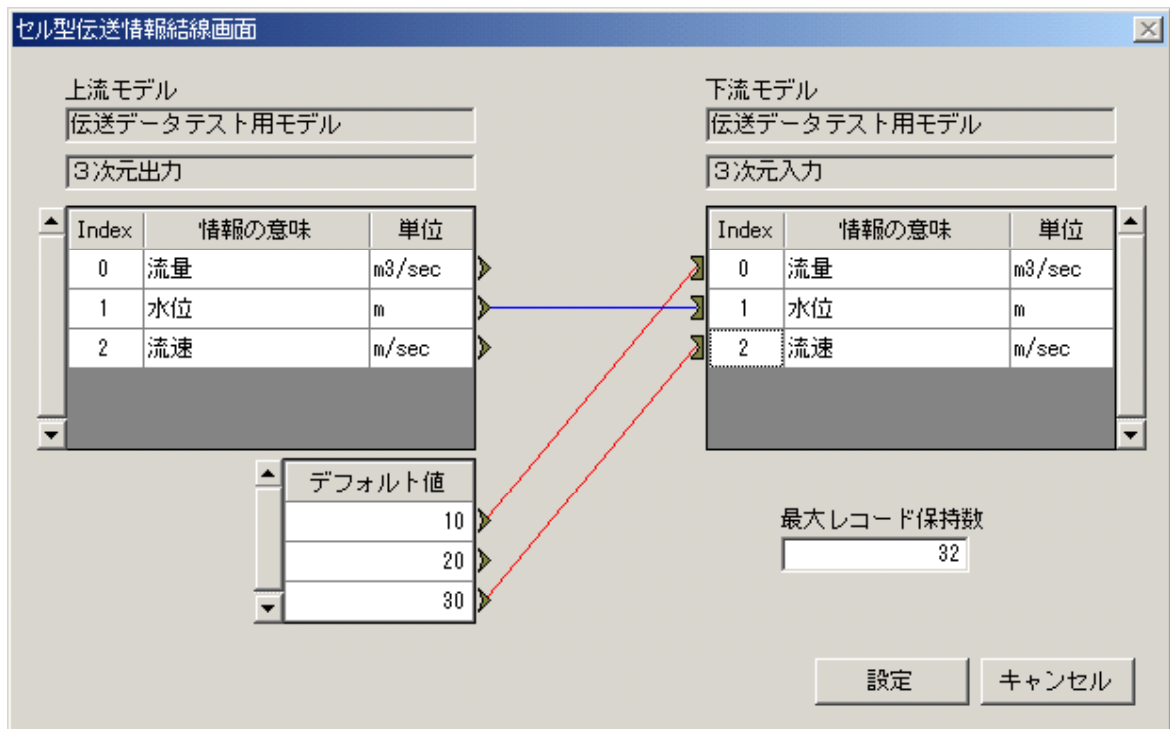 セル型伝送情報結線画面
上流モデル
伝送データテスト用モデル
3次元出力
Index 情報の意味 単位
0 流量 m3/sec
1 水位 m
2 流速 m/sec
デフォルト値
10
20
30
下流モデル
伝送データテスト用モデル
3次元入力
Index 情報の意味 単位
0 流量 m3/sec
1 水位 m
2 流速 m/sec
最大レコード保持数
32
設定 キャンセル